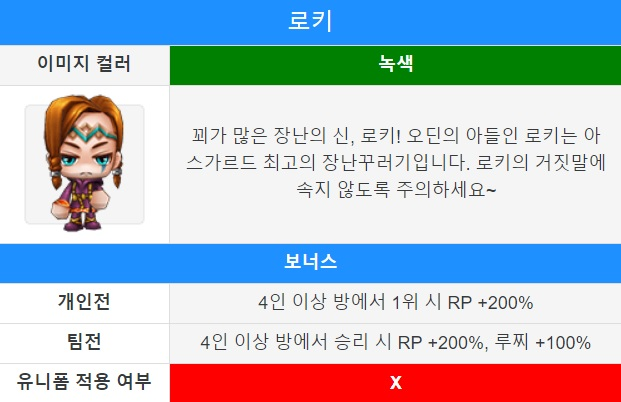 로키
이미지 컬러 녹색
꾀가 많은 장난의 신, 로키! 오딘의 아들인 로키는 아
스가르드 최고의 장난꾸러기입니다. 로키의 거짓말에
속지 않도록 주의하세요~
보너스
개인전 4인 이상 방에서 1위 시 RP +200%
팀전 4인 이상 방에서 승리 시 RP +200%, 루찌 +100%
유니폼 적용 여부 X